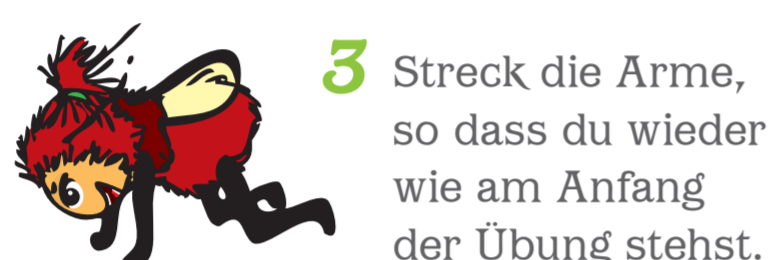 3 Streck die Arme,
so dass du wieder
wie am Anfang
der Übung stehst.